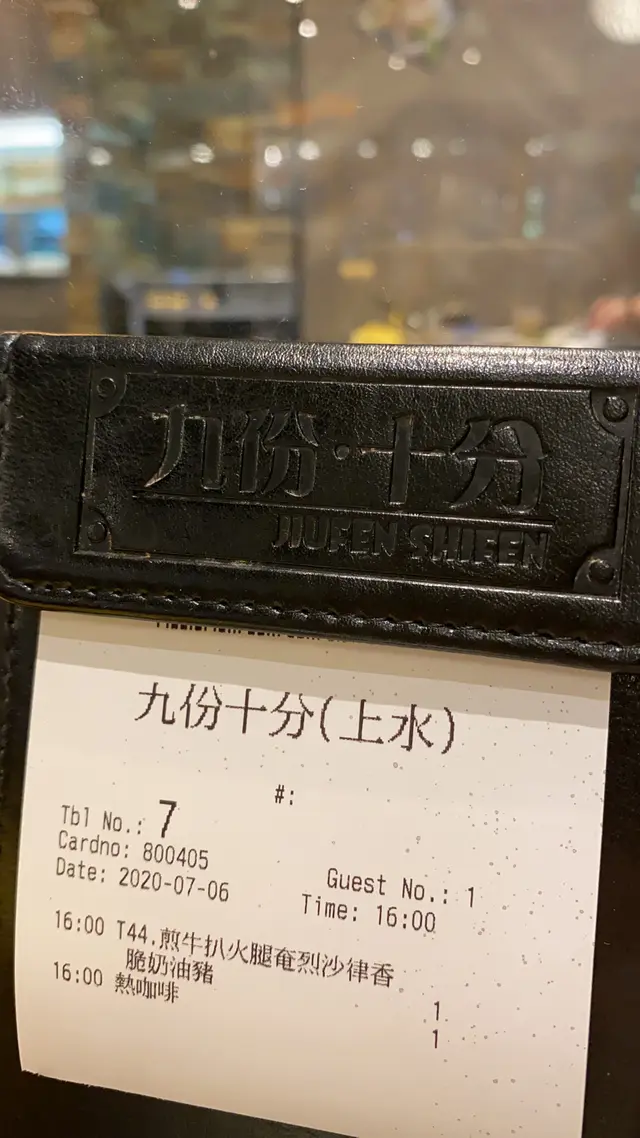 九份·十分
JIUFEN SHIFEN
九份十分(上水)
#:
Tbl No.: 7
Cardno: 800405
Guest No.: 1
Date: 2020-07-06
Time: 16:00
16:00 T44.煎牛扒火腿奄烈沙律香
脆奶油豬
1
16:00 熱咖啡
1